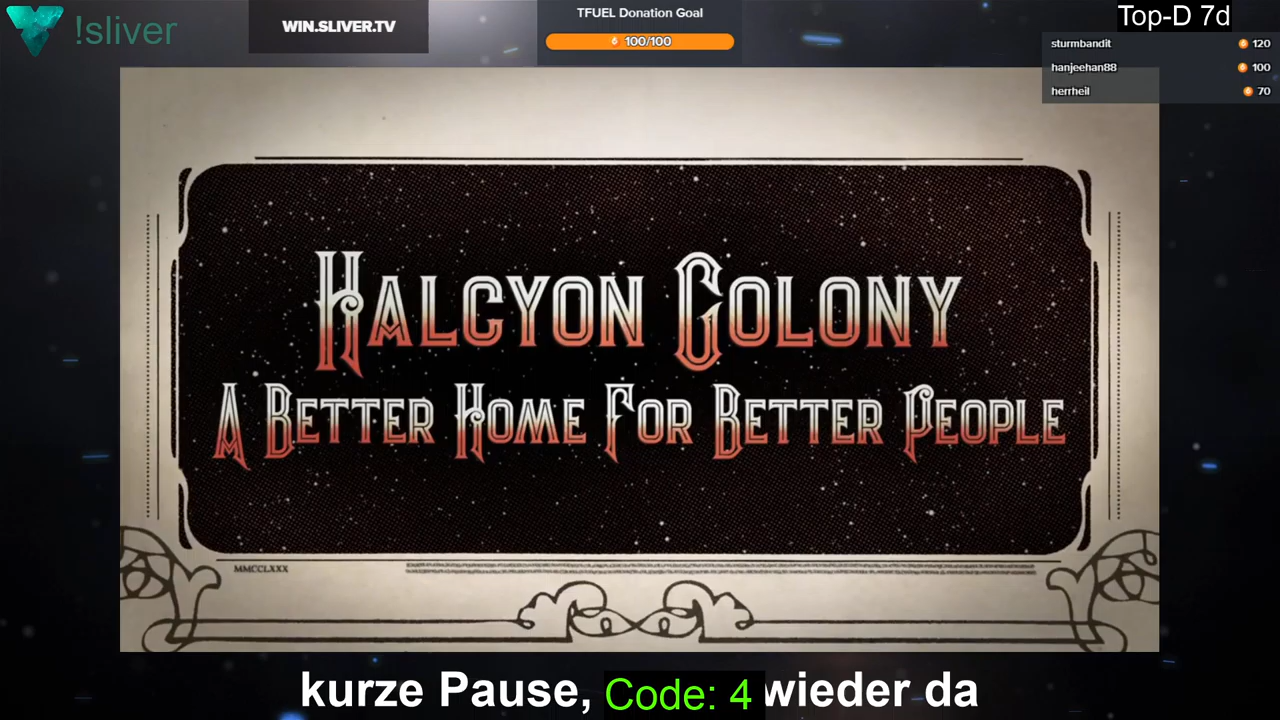 !sliver
WIN.SLIVER.TV
TFUEL Donation Goal
100/100
Top-D 7d
sturmbandit 120
hanjeehan88 100
herrheil 70
HALCYON COLONY
A BETTER HOME FOR BETTER PEOPLE
MMCCLXXX
kurze Pause, Code: 4 wieder da